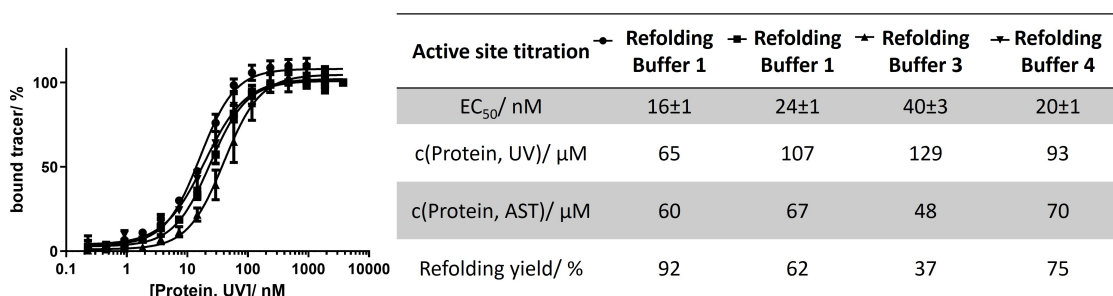 bound tracer/ %
100
50
0
0.1 1 10 100 1000 10000
[Protein, UV]/ nM
Active site titration Refolding Buffer 1 Refolding Buffer 1 Refolding Buffer 3 Refolding Buffer 4
EC50/ nM 16±1 24±1 40±3 20±1
c(Protein, UV)/ µM 65 107 129 93
c(Protein, AST)/ µM 60 67 48 70
Refolding yield/ % 92 62 37 75